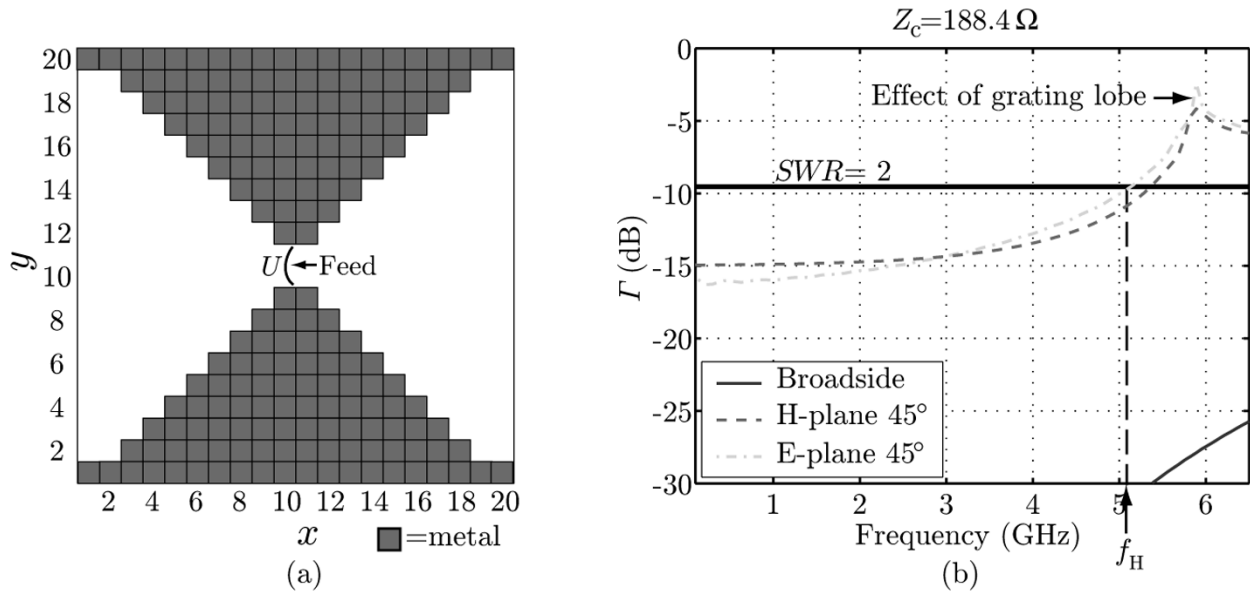 20
18
16
14
12
10
8
6
4
2
y
U
Feed
2 4 6 8 10 12 14 16 18 20
x
=metal
(a)
Z_c=188.4 Ω
0
-5
-10
-15
-20
-25
-30
Γ (dB)
Effect of grating lobe
SWR= 2
Broadside
H-plane 45°
E-plane 45°
1 2 3 4 5 6
Frequency (GHz)
f_H
(b)